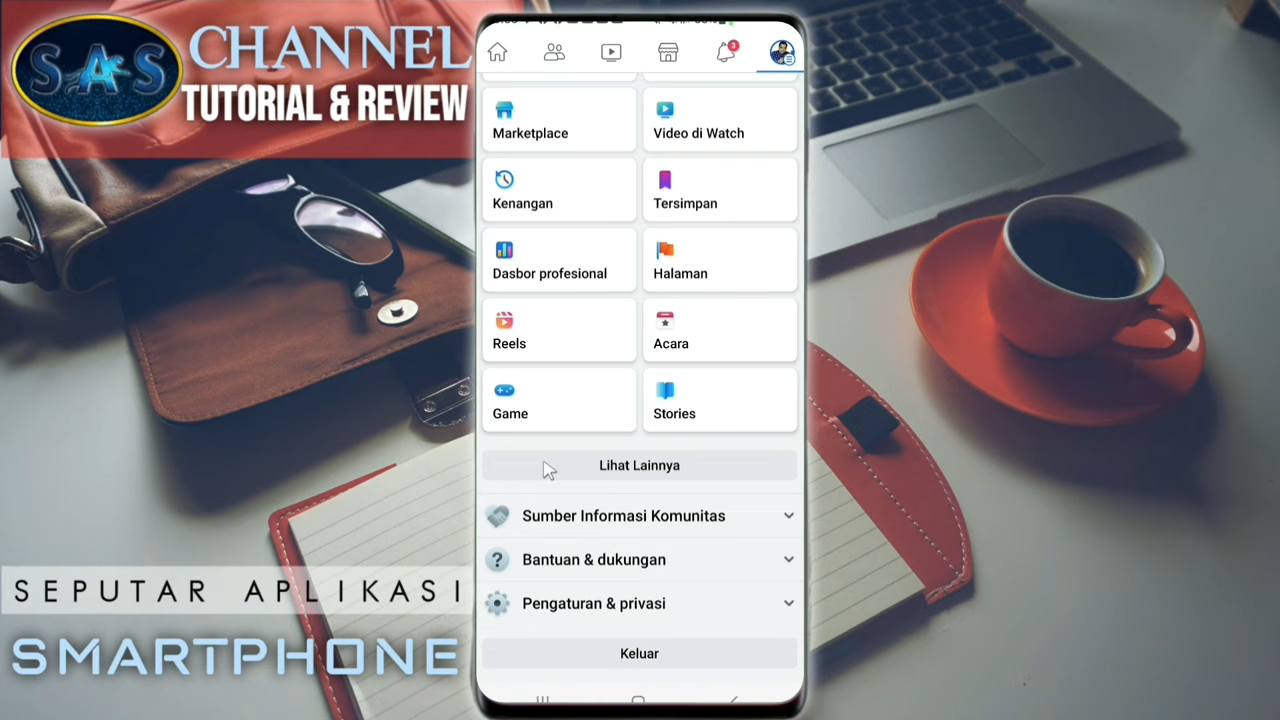 SAS
CHANNEL
TUTORIAL & REVIEW
3
Marketplace
Video di Watch
Kenangan
Tersimpan
Dasbor profesional
Halaman
Reels
Acara
Game
Stories
Lihat Lainnya
Sumber Informasi Komunitas
Bantuan & dukungan
Pengaturan & privasi
Keluar
SEPUTAR APLIKASI
SMARTPHONE